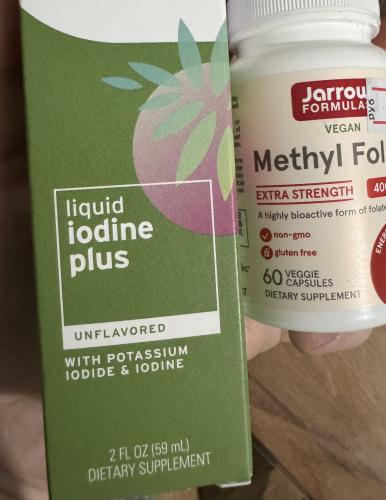 liquid
iodine
plus
UNFLAVORED
WITH POTASSIUM
IODIDE & IODINE
2 FL OZ (59 mL)
DIETARY SUPPLEMENT
Jarrow
FORMULAS
VEGAN
Methyl Fol
EXTRA STRENGTH
400
A highly bioactive form of folate
non-gmo
gluten free
60 VEGGIE
CAPSULES
DIETARY SUPPLEMENT